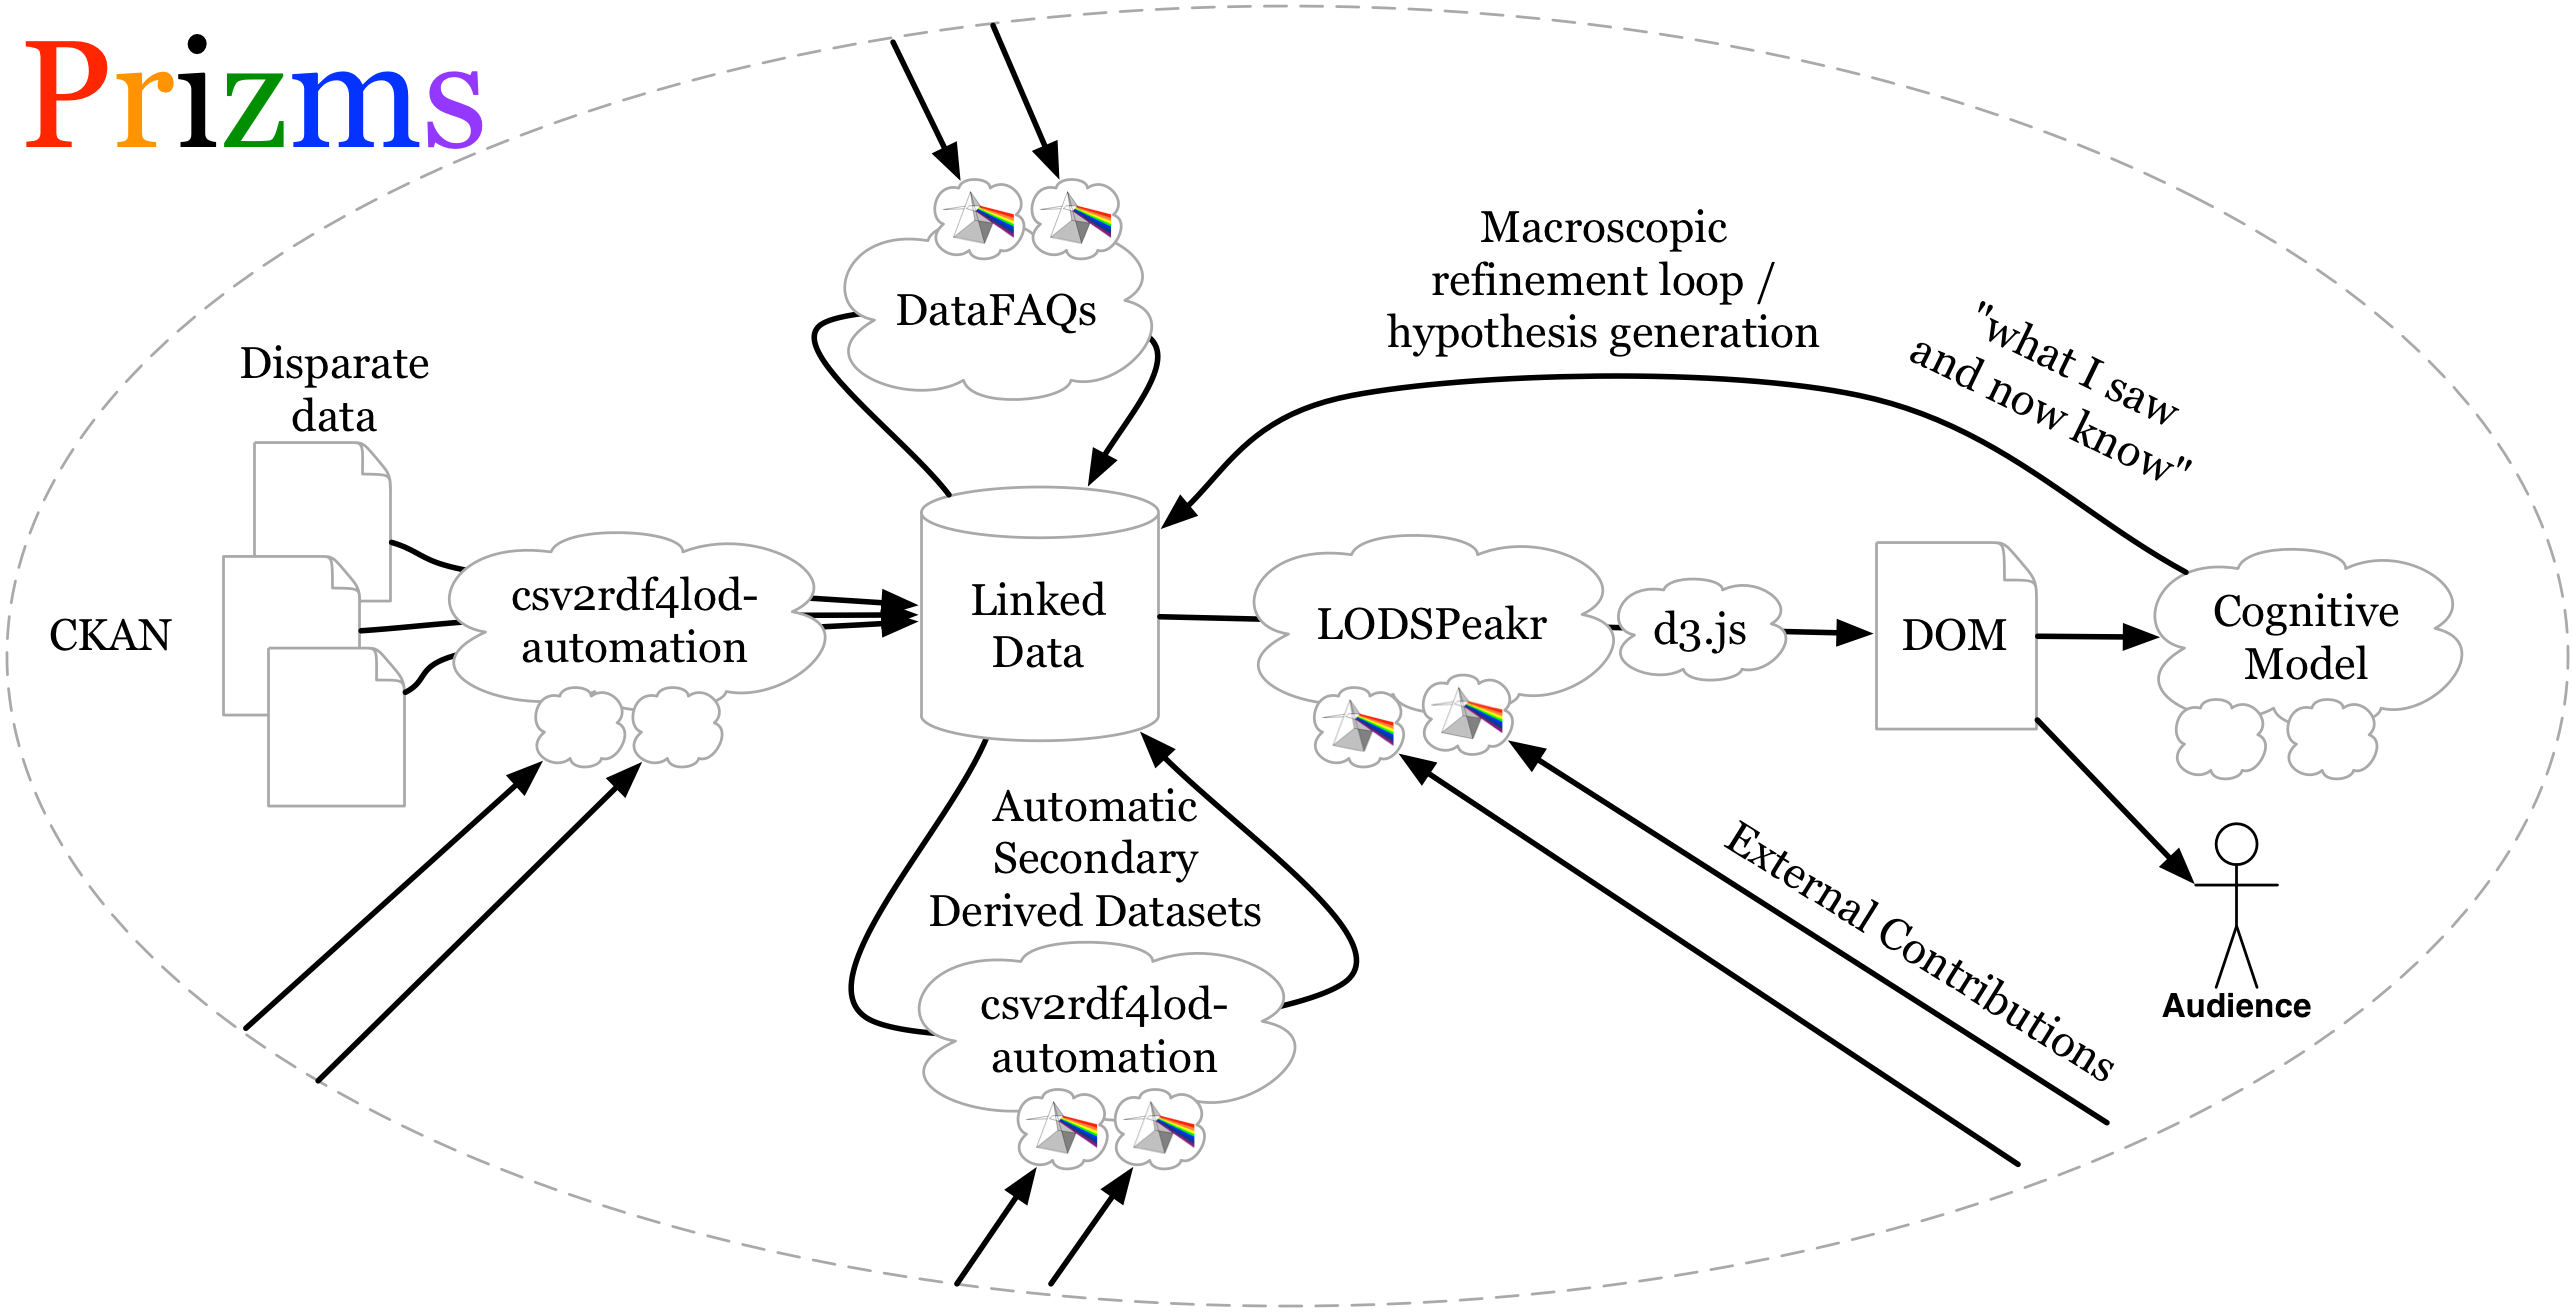 Prizms
Macroscopic
refinement loop /
hypothesis generation
"what I saw
and now know"
DataFAQs
Disparate
data
CKAN
csv2rdf4lod-
automation
Linked
Data
LODSPeakr
d3.js
DOM
Cognitive
Model
Automatic
Secondary
Derived Datasets
External Contributions
csv2rdf4lod-
automation
Audience